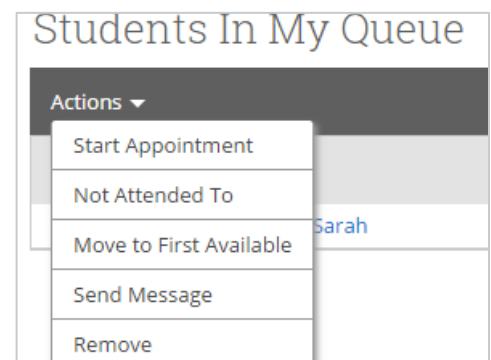 Students In My Queue
Actions
Start Appointment
Not Attended To
Sarah
Move to First Available
Send Message
Remove